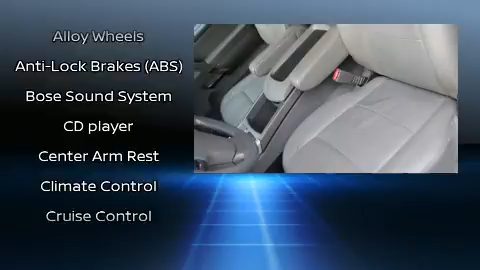 Alloy Wheels
Anti-Lock Brakes (ABS)
Bose Sound System
CD player
Center Arm Rest
Climate Control
Cruise Control